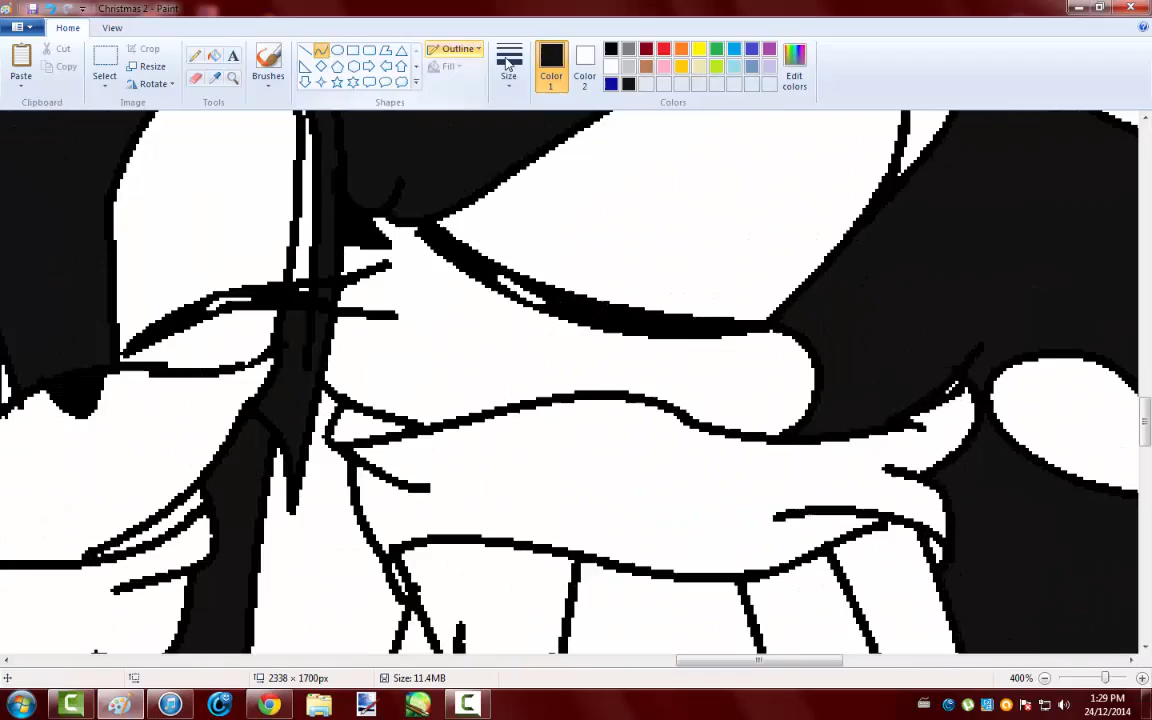 Christmas 2 - Paint
Home
View
Paste
Cut
Copy
Clipboard
Select
Crop
Resize
Rotate
Image
Tools
Brushes
Shapes
Outline
Fill
Size
Color
1
Color
2
Edit
colors
Colors
2338 × 1700px
Size: 11.4MB
400%
1:29 PM
24/12/2014